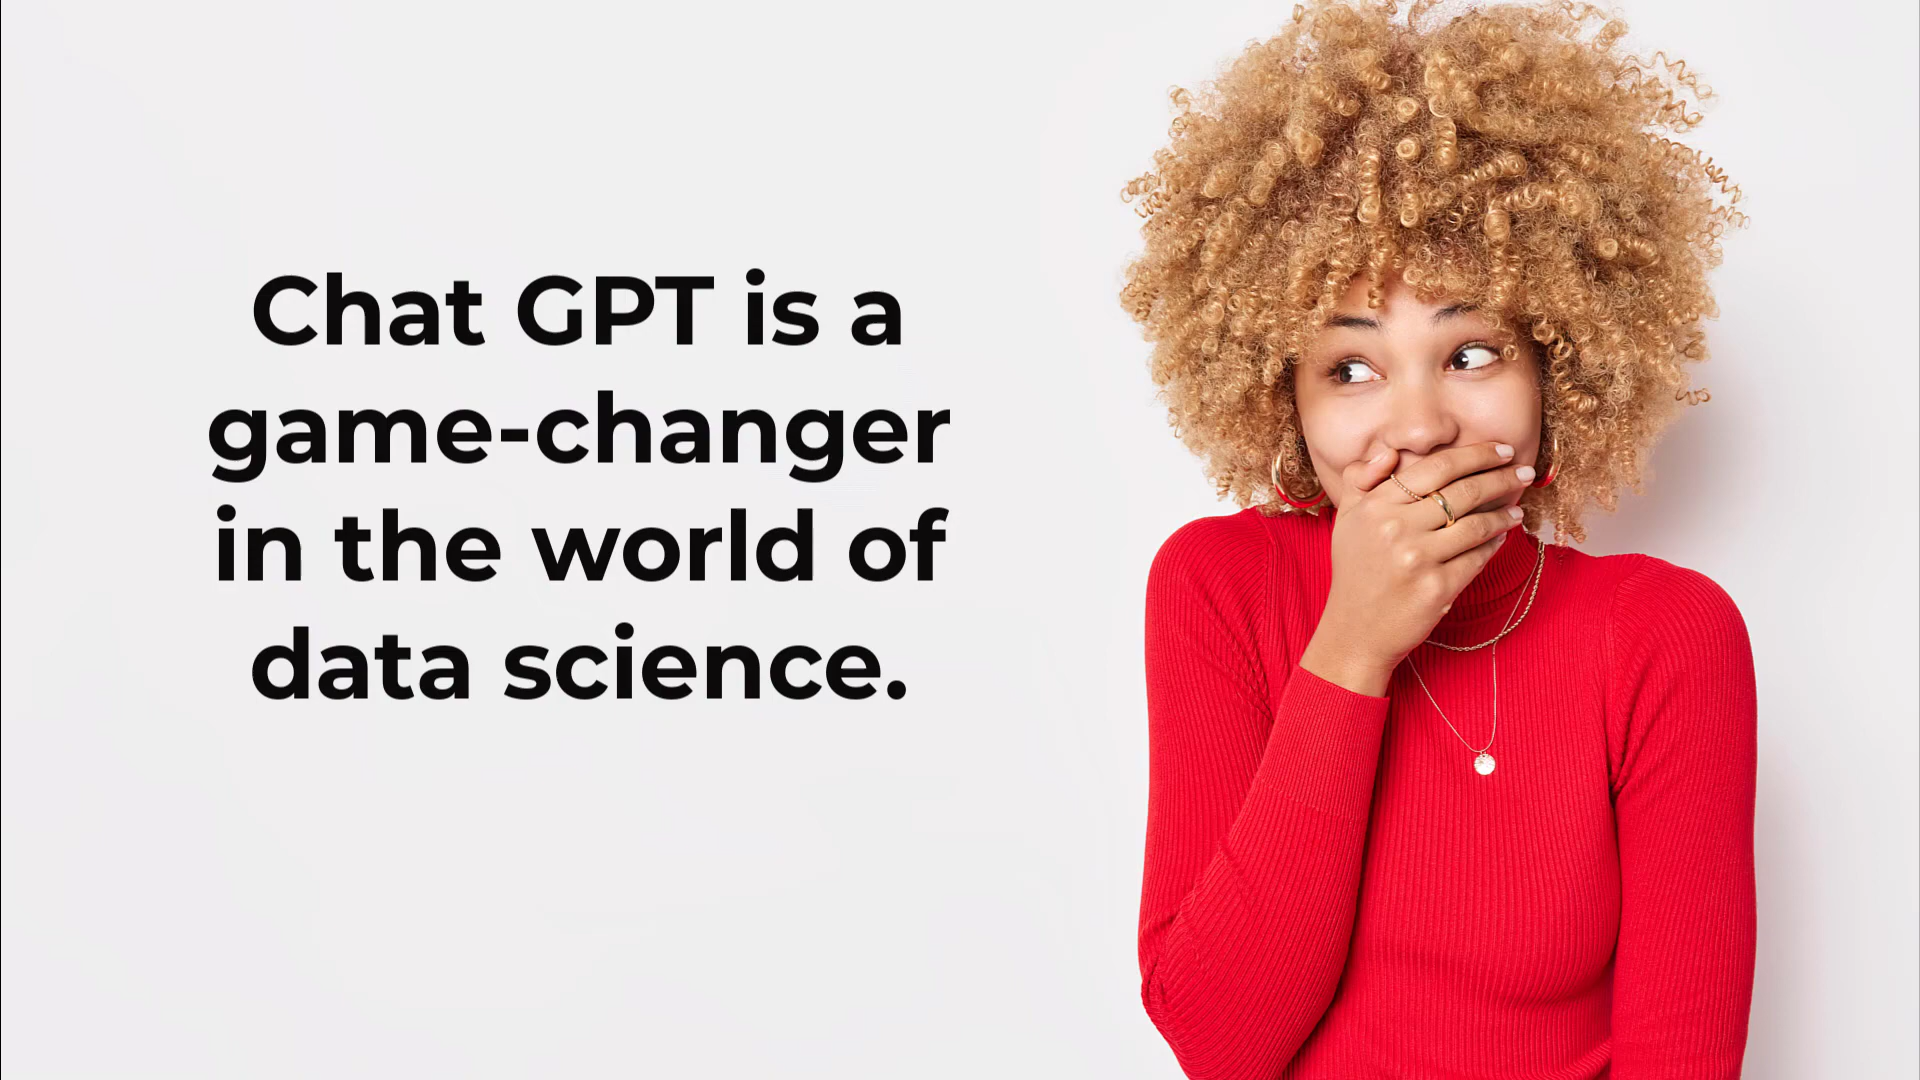 Chat GPT is a
game-changer
in the world of
data science.